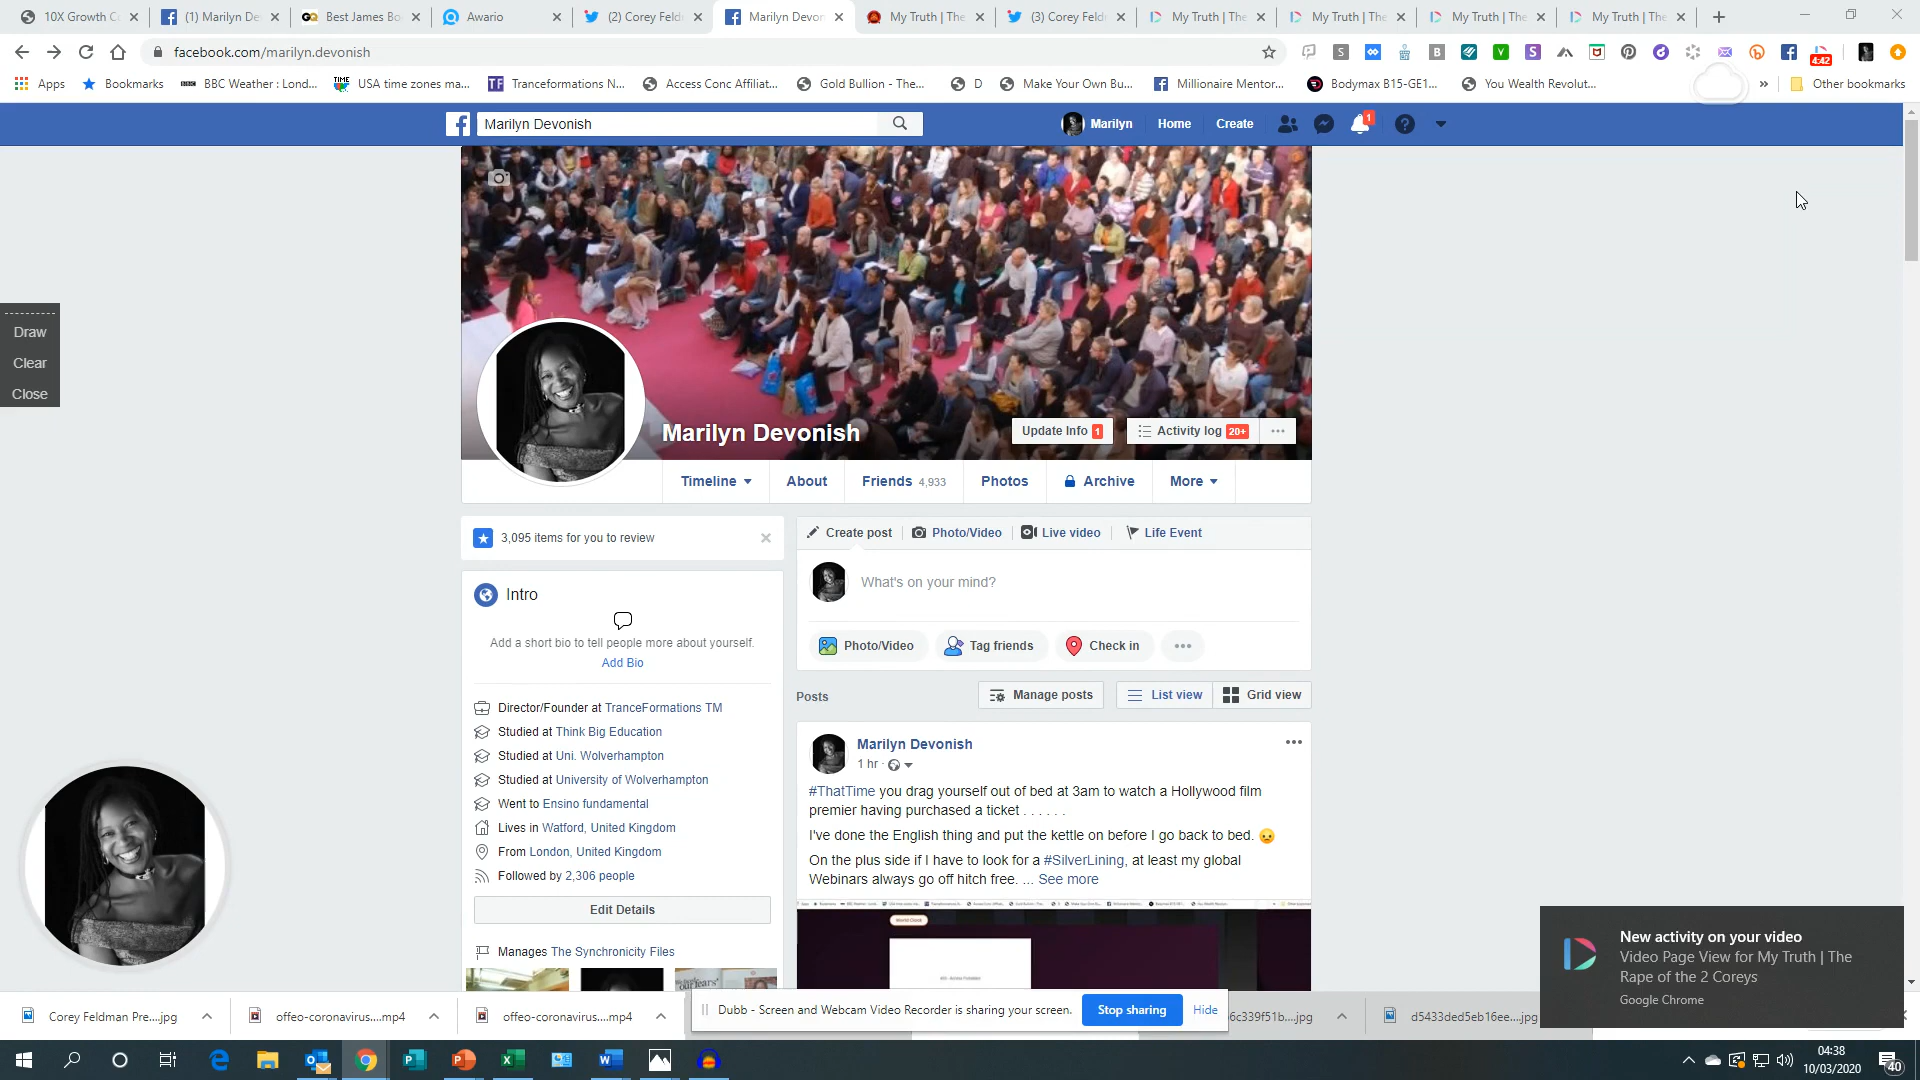 10X Growth C
(1) Marilyn De
Best James Bo
Awario
(2) Corey Feld
Marilyn Devon
My Truth | The
(3) Corey Feld
My Truth | The
My Truth | The
My Truth | The
My Truth | The
facebook.com/marilyn.devonish
4:42
Apps
Bookmarks
BBC Weather : Lond...
USA time zones ma...
Tranceformations N...
Access Conc Affiliat...
Gold Bullion - The...
D
Make Your Own Bu...
Millionaire Mentor...
Bodymax B15-GE1...
You Wealth Revolut...
»
Other bookmarks
Marilyn Devonish
Marilyn
Home
Create
1
Draw
Clear
Close
Marilyn Devonish
Update Info 1
Activity log 20+
Timeline
About
Friends 4,933
Photos
Archive
More
3,095 items for you to review
Create post
Photo/Video
Live video
Life Event
What's on your mind?
Intro
Add a short bio to tell people more about yourself.
Add Bio
Photo/Video
Tag friends
Check in
Posts
Manage posts
List view
Grid view
Director/Founder at TranceFormations TM
Studied at Think Big Education
Studied at Uni. Wolverhampton
Studied at University of Wolverhampton
Went to Ensino fundamental
Lives in Watford, United Kingdom
From London, United Kingdom
Followed by 2,306 people
Edit Details
Manages The Synchronicity Files
Marilyn Devonish
1 hr ·
#ThatTime you drag yourself out of bed at 3am to watch a Hollywood film
premier having purchased a ticket . . . . . .
I've done the English thing and put the kettle on before I go back to bed. 😟
On the plus side if I have to look for a #SilverLining, at least my global
Webinars always go off hitch free. ... See more
World Clock
New activity on your video
Video Page View for My Truth | The
Rape of the 2 Coreys
Google Chrome
Corey Feldman Pre....jpg
offeo-coronavirus....mp4
offeo-coronavirus....mp4
Dubb - Screen and Webcam Video Recorder is sharing your screen.
Stop sharing
Hide
6c339f51b....jpg
d5433ded5eb16ee....jpg
04:38
10/03/2020
40